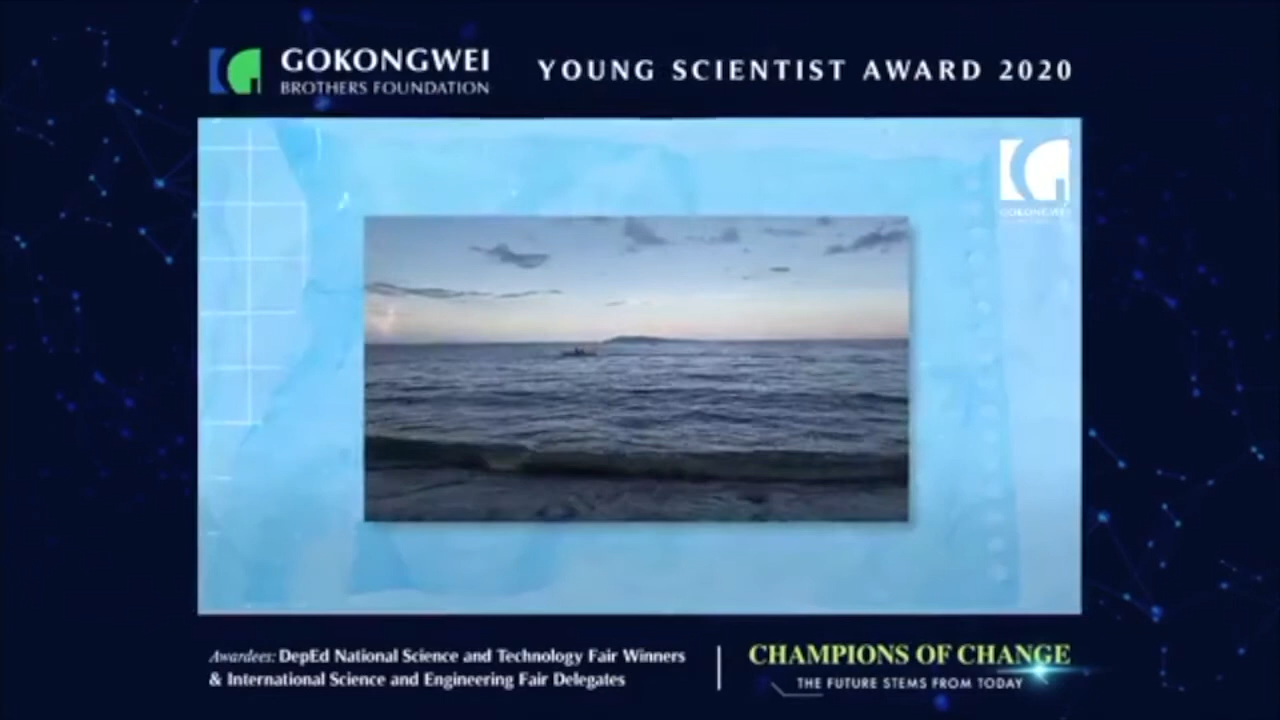 GOKONGWEI
BROTHERS FOUNDATION
YOUNG SCIENTIST AWARD 2020
GOKONGWEI
Awardees: DepEd National Science and Technology Fair Winners
& International Science and Engineering Fair Delegates
CHAMPIONS OF CHANGE
THE FUTURE STEMS FROM TODAY